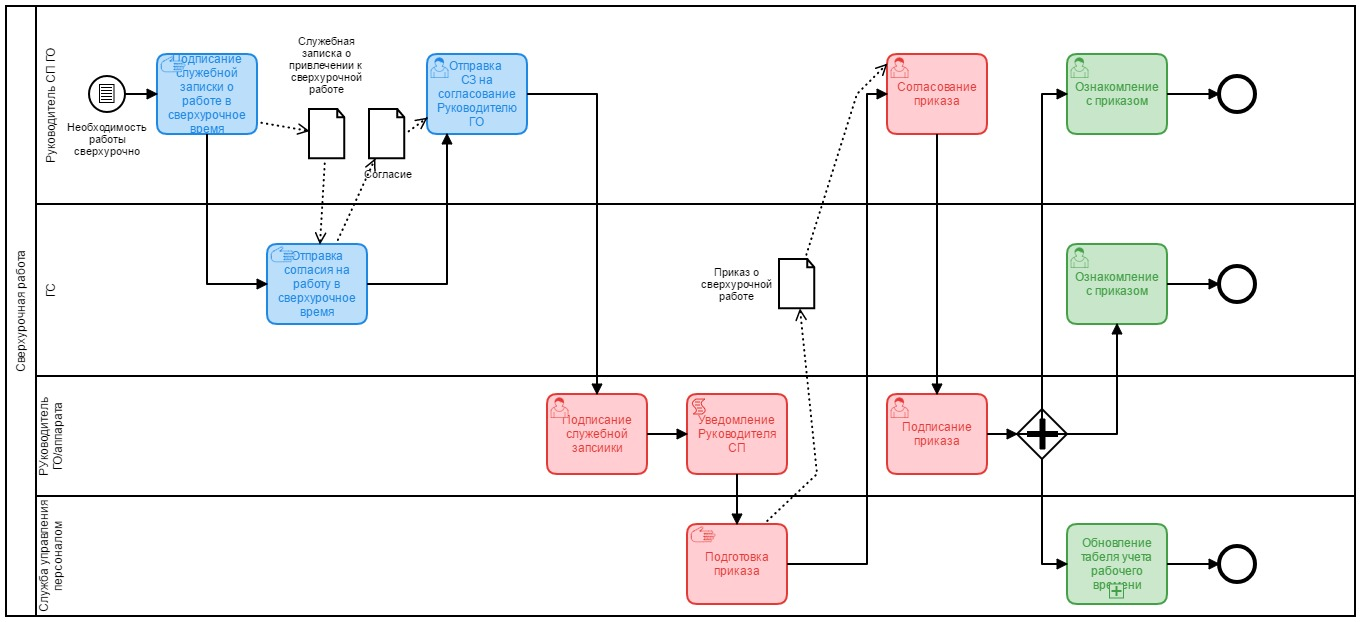 Сверхурочная работа
Руководитель СП ГО
Необходимость
работы
сверхурочно
Подписание
служебной
записки о
работе в
сверхурочное
время
Служебная
записка о
привлечении к
сверхурочной
работе
Согласие
Отправка
СЗ на
согласование
Руководителю
ГО
Согласование
приказа
Ознакомление
с приказом
ГС
Отправка
согласия на
работу в
сверхурочное
время
Приказ о
сверхурочной
работе
Ознакомление
с приказом
РУководитель
ГО/аппарата
Подписание
служебной
запсиики
Уведомление
Руководителя
СП
Подписание
приказа
Служба управления
персоналом
Подготовка
приказа
Обновление
табеля учета
рабочего
времени